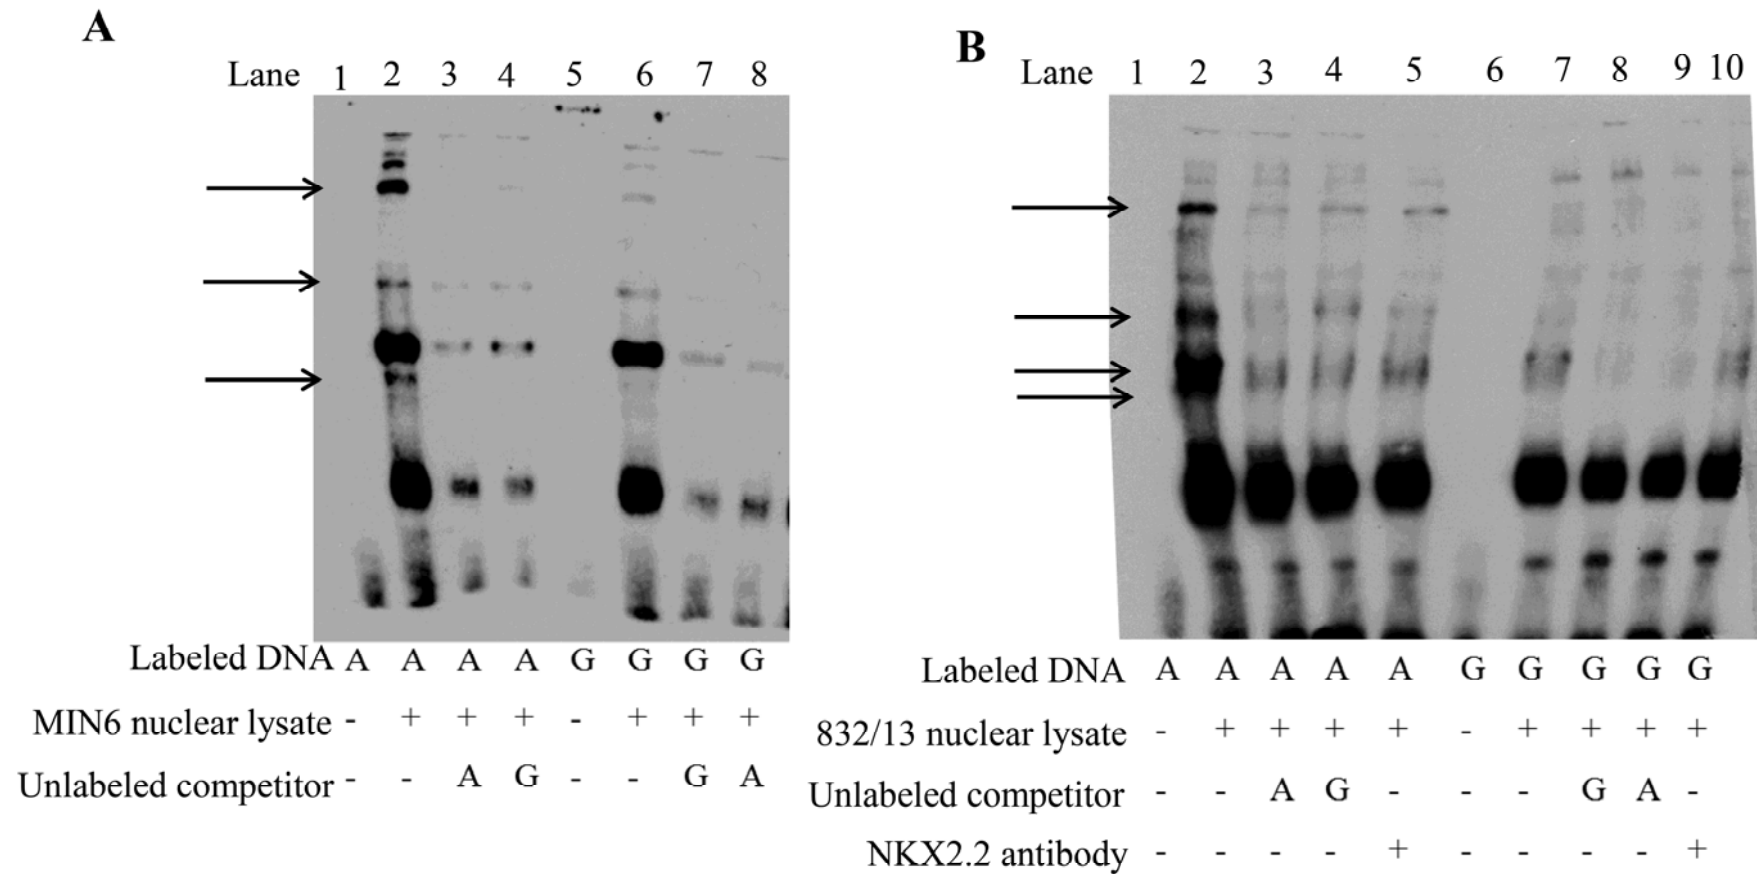 A
Lane 1 2 3 4 5 6 7 8
Labeled DNA A A A A G G G G
MIN6 nuclear lysate - + + + - + + +
Unlabeled competitor - - A G - - G A
B
Lane 1 2 3 4 5 6 7 8 9 10
Labeled DNA A A A A A G G G G G
832/13 nuclear lysate - + + + + - + + + +
Unlabeled competitor - - A G - - - G A -
NKX2.2 antibody - - - - + - - - - +